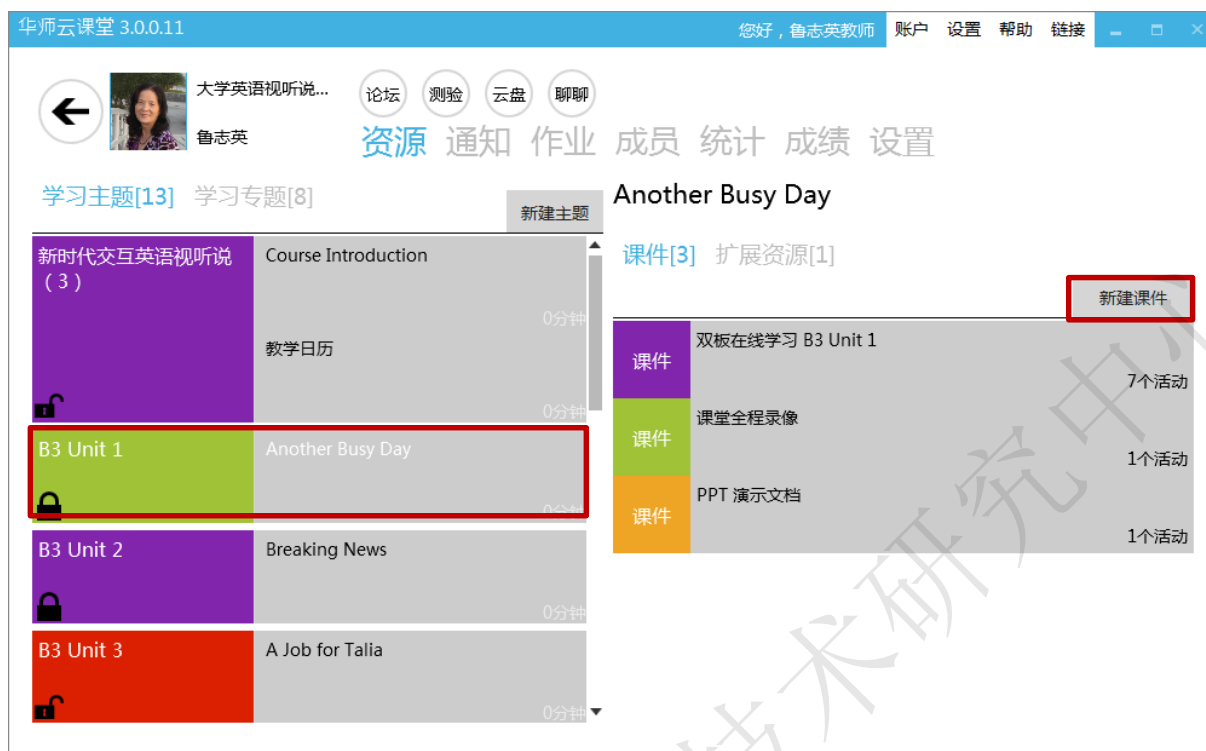 华师云课堂 3.0.0.11
您好，鲁志英教师 账户 设置 帮助 链接
大学英语视听说...
鲁志英
论坛 测验 云盘 聊聊
资源 通知 作业 成员 统计 成绩 设置
学习主题[13] 学习专题[8]
新建主题
新时代交互英语视听说
（3）
Course Introduction
0分钟
教学日历
0分钟
B3 Unit 1
Another Busy Day
0分钟
B3 Unit 2
Breaking News
0分钟
B3 Unit 3
A Job for Talia
0分钟
Another Busy Day
课件[3] 扩展资源[1]
新建课件
课件
双板在线学习 B3 Unit 1
7个活动
课件
课堂全程录像
1个活动
课件
PPT 演示文档
1个活动
技术研究中心